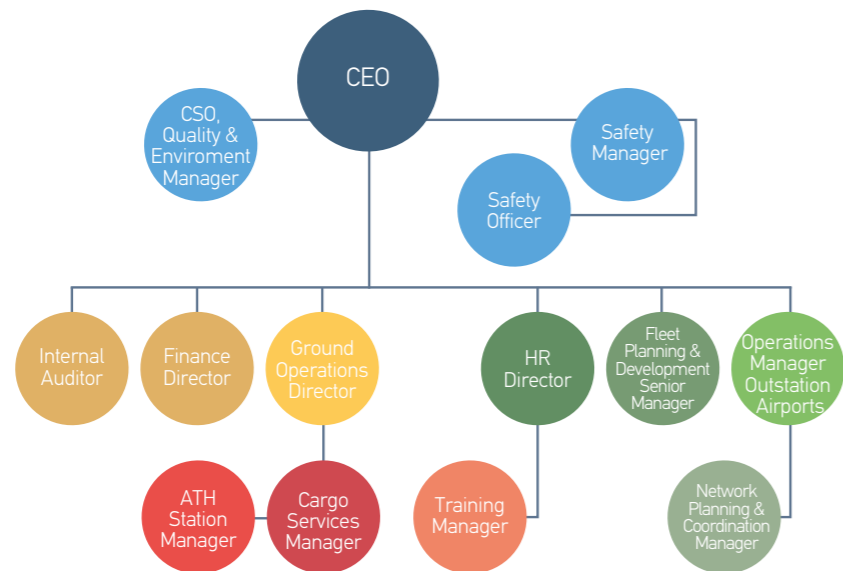 CEO
CSO,
Quality &
Enviroment
Manager
Safety
Manager
Safety
Officer
Internal
Auditor
Finance
Director
Ground
Operations
Director
HR
Director
Fleet
Planning &
Development
Senior
Manager
Operations
Manager
Outstation
Airports
ATH
Station
Manager
Cargo
Services
Manager
Training
Manager
Network
Planning &
Coordination
Manager